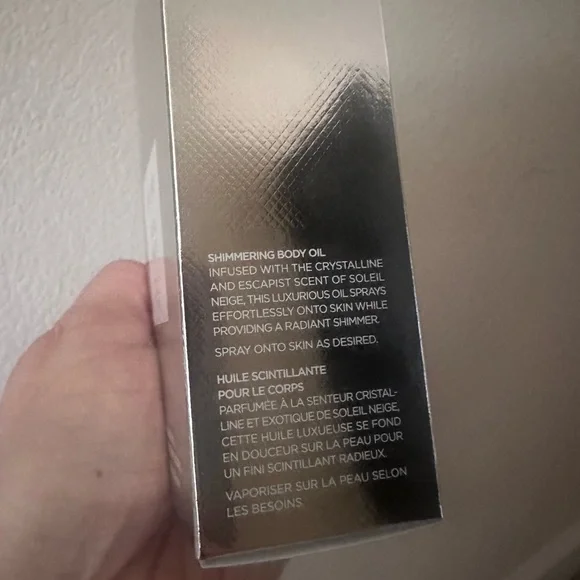 SHIMMERING BODY OIL
INFUSED WITH THE CRYSTALLINE
AND ESCAPIST SCENT OF SOLEIL
NEIGE, THIS LUXURIOUS OIL SPRAYS
EFFORTLESSLY ONTO SKIN WHILE
PROVIDING A RADIANT SHIMMER.
SPRAY ONTO SKIN AS DESIRED.
HUILE SCINTILLANTE
POUR LE CORPS
PARFUMÉE À LA SENTEUR CRISTAL-
LINE ET EXOTIQUE DE SOLEIL NEIGE,
CETTE HUILE LUXUEUSE SE FOND
EN DOUCEUR SUR LA PEAU POUR
UN FINI SCINTILLANT RADIEUX.
VAPORISER SUR LA PEAU SELON
LES BESOINS.